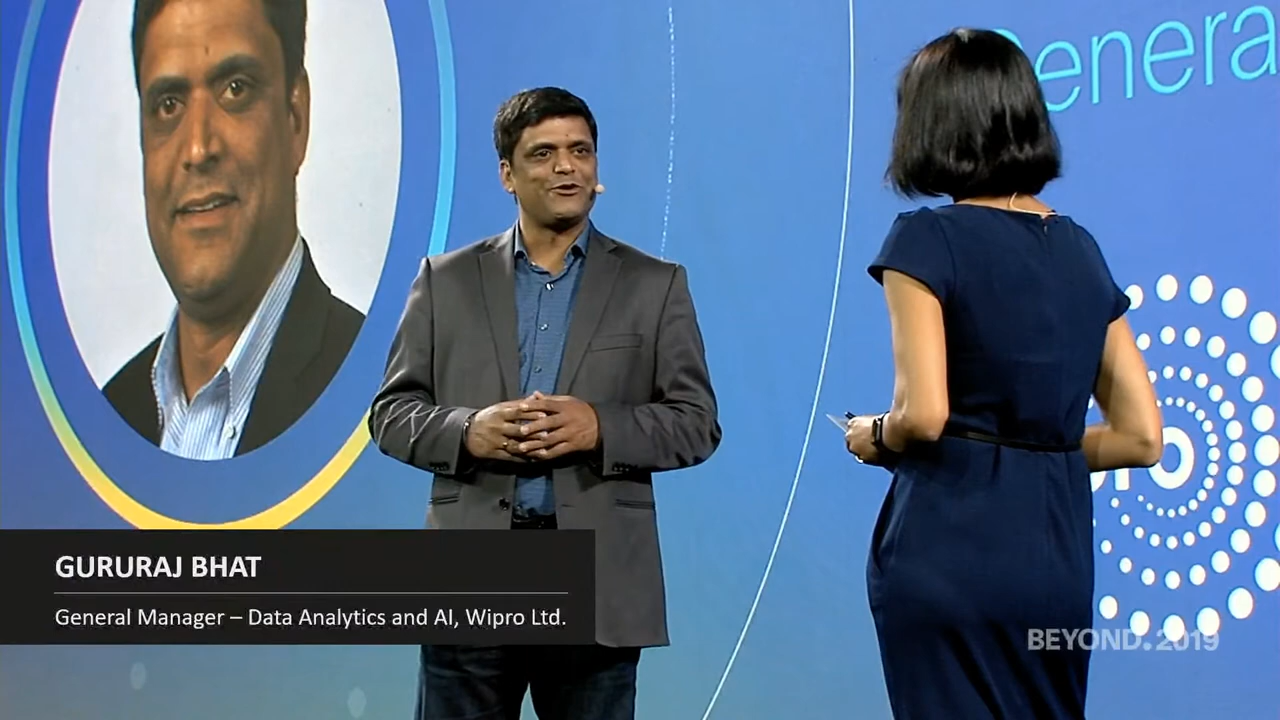 Genera
GURURAJ BHAT
General Manager – Data Analytics and AI, Wipro Ltd.
BEYOND.2019